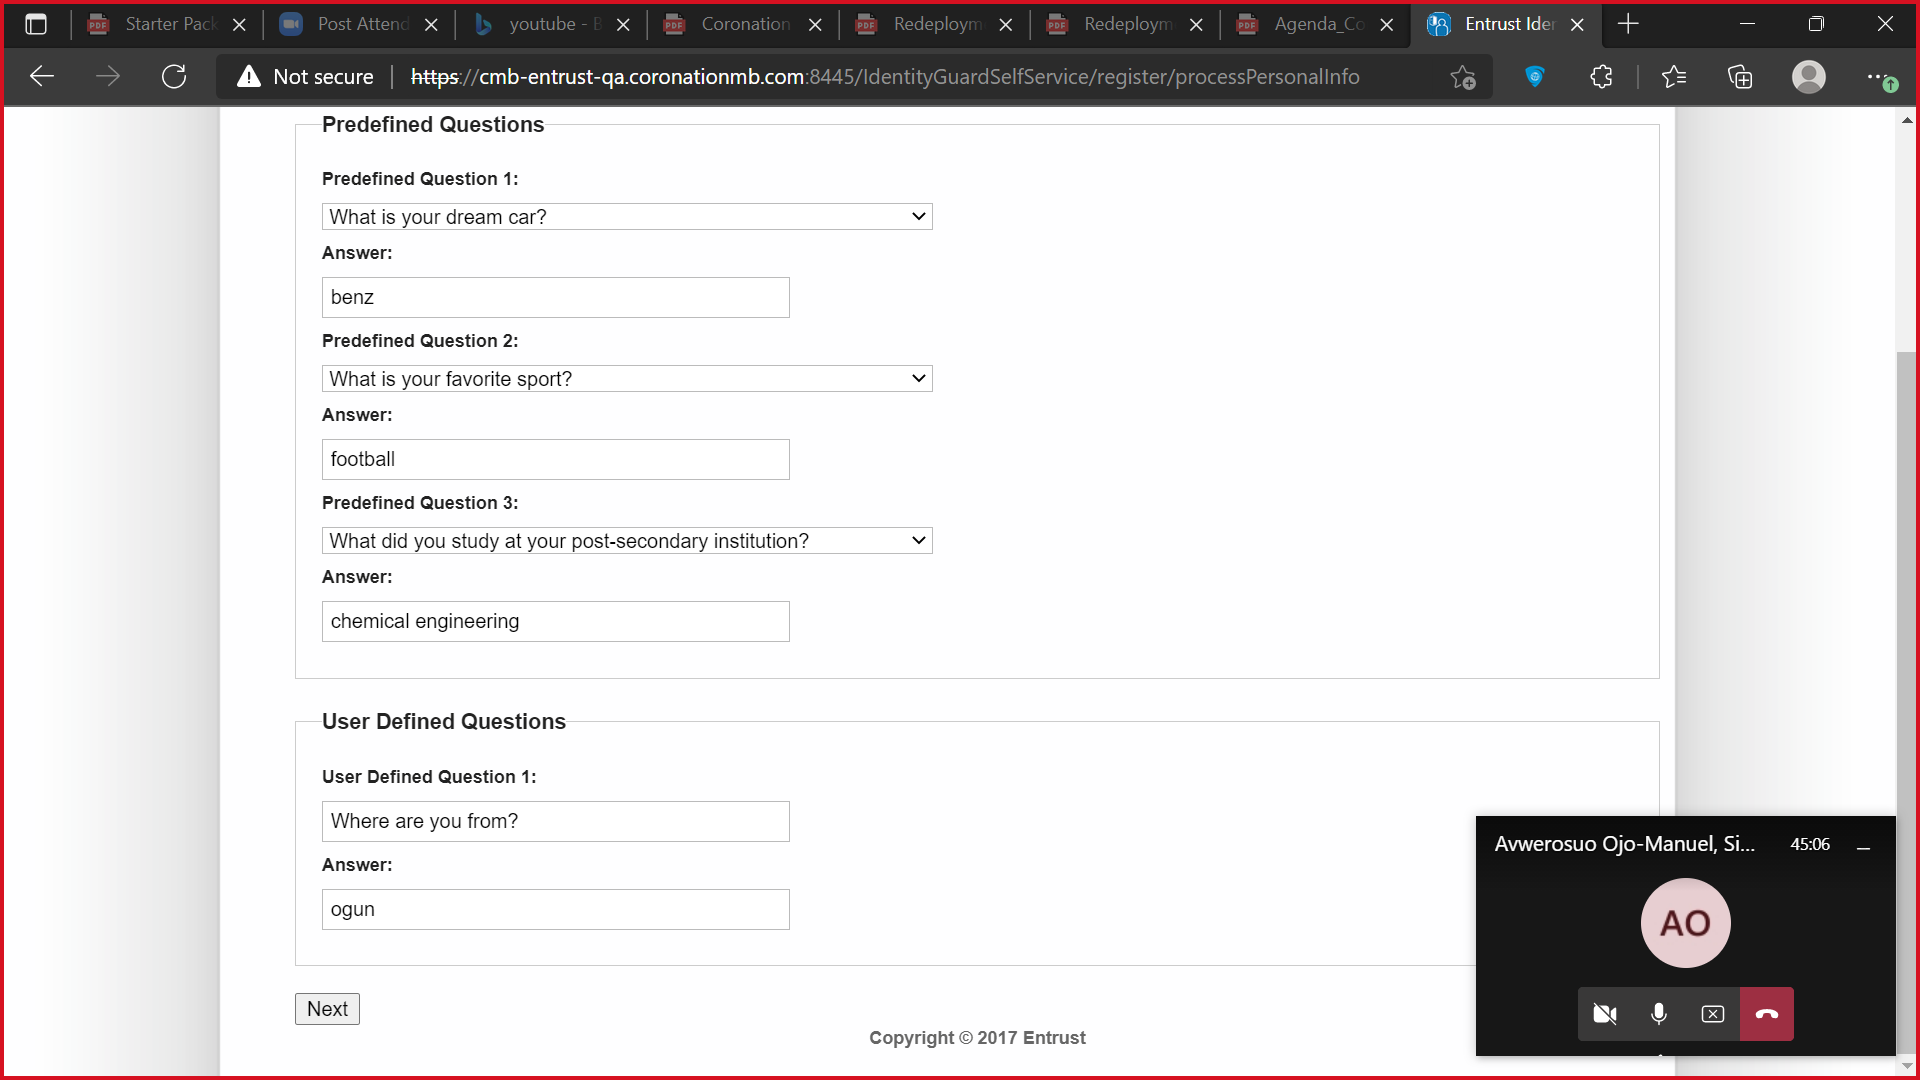 Starter Pack
Post Attend
youtube - B
Coronation
Redeploym
Redeploym
Agenda_Co
Entrust Iden
Not secure
https://cmb-entrust-qa.coronationmb.com:8445/IdentityGuardSelfService/register/processPersonalInfo
Predefined Questions
Predefined Question 1:
What is your dream car?
Answer:
benz
Predefined Question 2:
What is your favorite sport?
Answer:
football
Predefined Question 3:
What did you study at your post-secondary institution?
Answer:
chemical engineering
User Defined Questions
User Defined Question 1:
Where are you from?
Answer:
ogun
Next
Copyright © 2017 Entrust
Avwerosuo Ojo-Manuel, Si...
45:06
AO